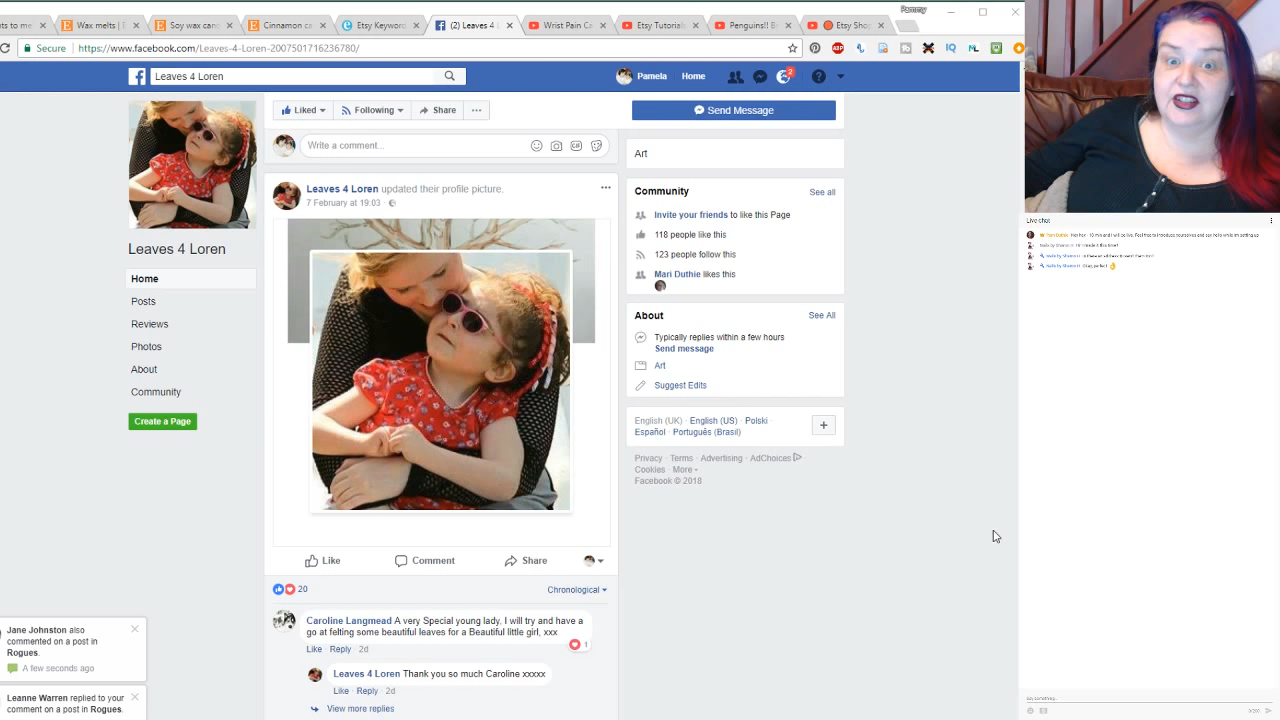 Pammy
ts to me
Wax melts | E
Soy wax can
Cinnamon ca
Etsy Keyword
(2) Leaves 4 L
Wrist Pain Ca
Etsy Tutorials
Penguins!! B
Etsy Shop
Secure
https://www.facebook.com/Leaves-4-Loren-2007501716236780/
Leaves 4 Loren
Pamela
Home
2
Liked
Following
Share
Send Message
Write a comment...
Art
Leaves 4 Loren updated their profile picture.
7 February at 19:03
Community
See all
Invite your friends to like this Page
118 people like this
123 people follow this
Mari Duthie likes this
Leaves 4 Loren
Home
Posts
Reviews
Photos
About
Community
Create a Page
About
See All
Typically replies within a few hours
Send message
Art
Suggest Edits
English (UK) · English (US) · Polski ·
Español · Português (Brasil)
Privacy · Terms · Advertising · AdChoices
Cookies · More
Facebook © 2018
Like
Comment
Share
20
Chronological
Caroline Langmead A very Special young lady. I will try and have a
go at felting some beautiful leaves for a Beautiful little girl, xxx
1
Like · Reply · 2d
Leaves 4 Loren Thank you so much Caroline xxxxx
Like · Reply · 2d
View more replies
Jane Johnston also
commented on a post in
Rogues.
A few seconds ago
Leanne Warren replied to your
comment on a post in Rogues.
Live chat
Say something...